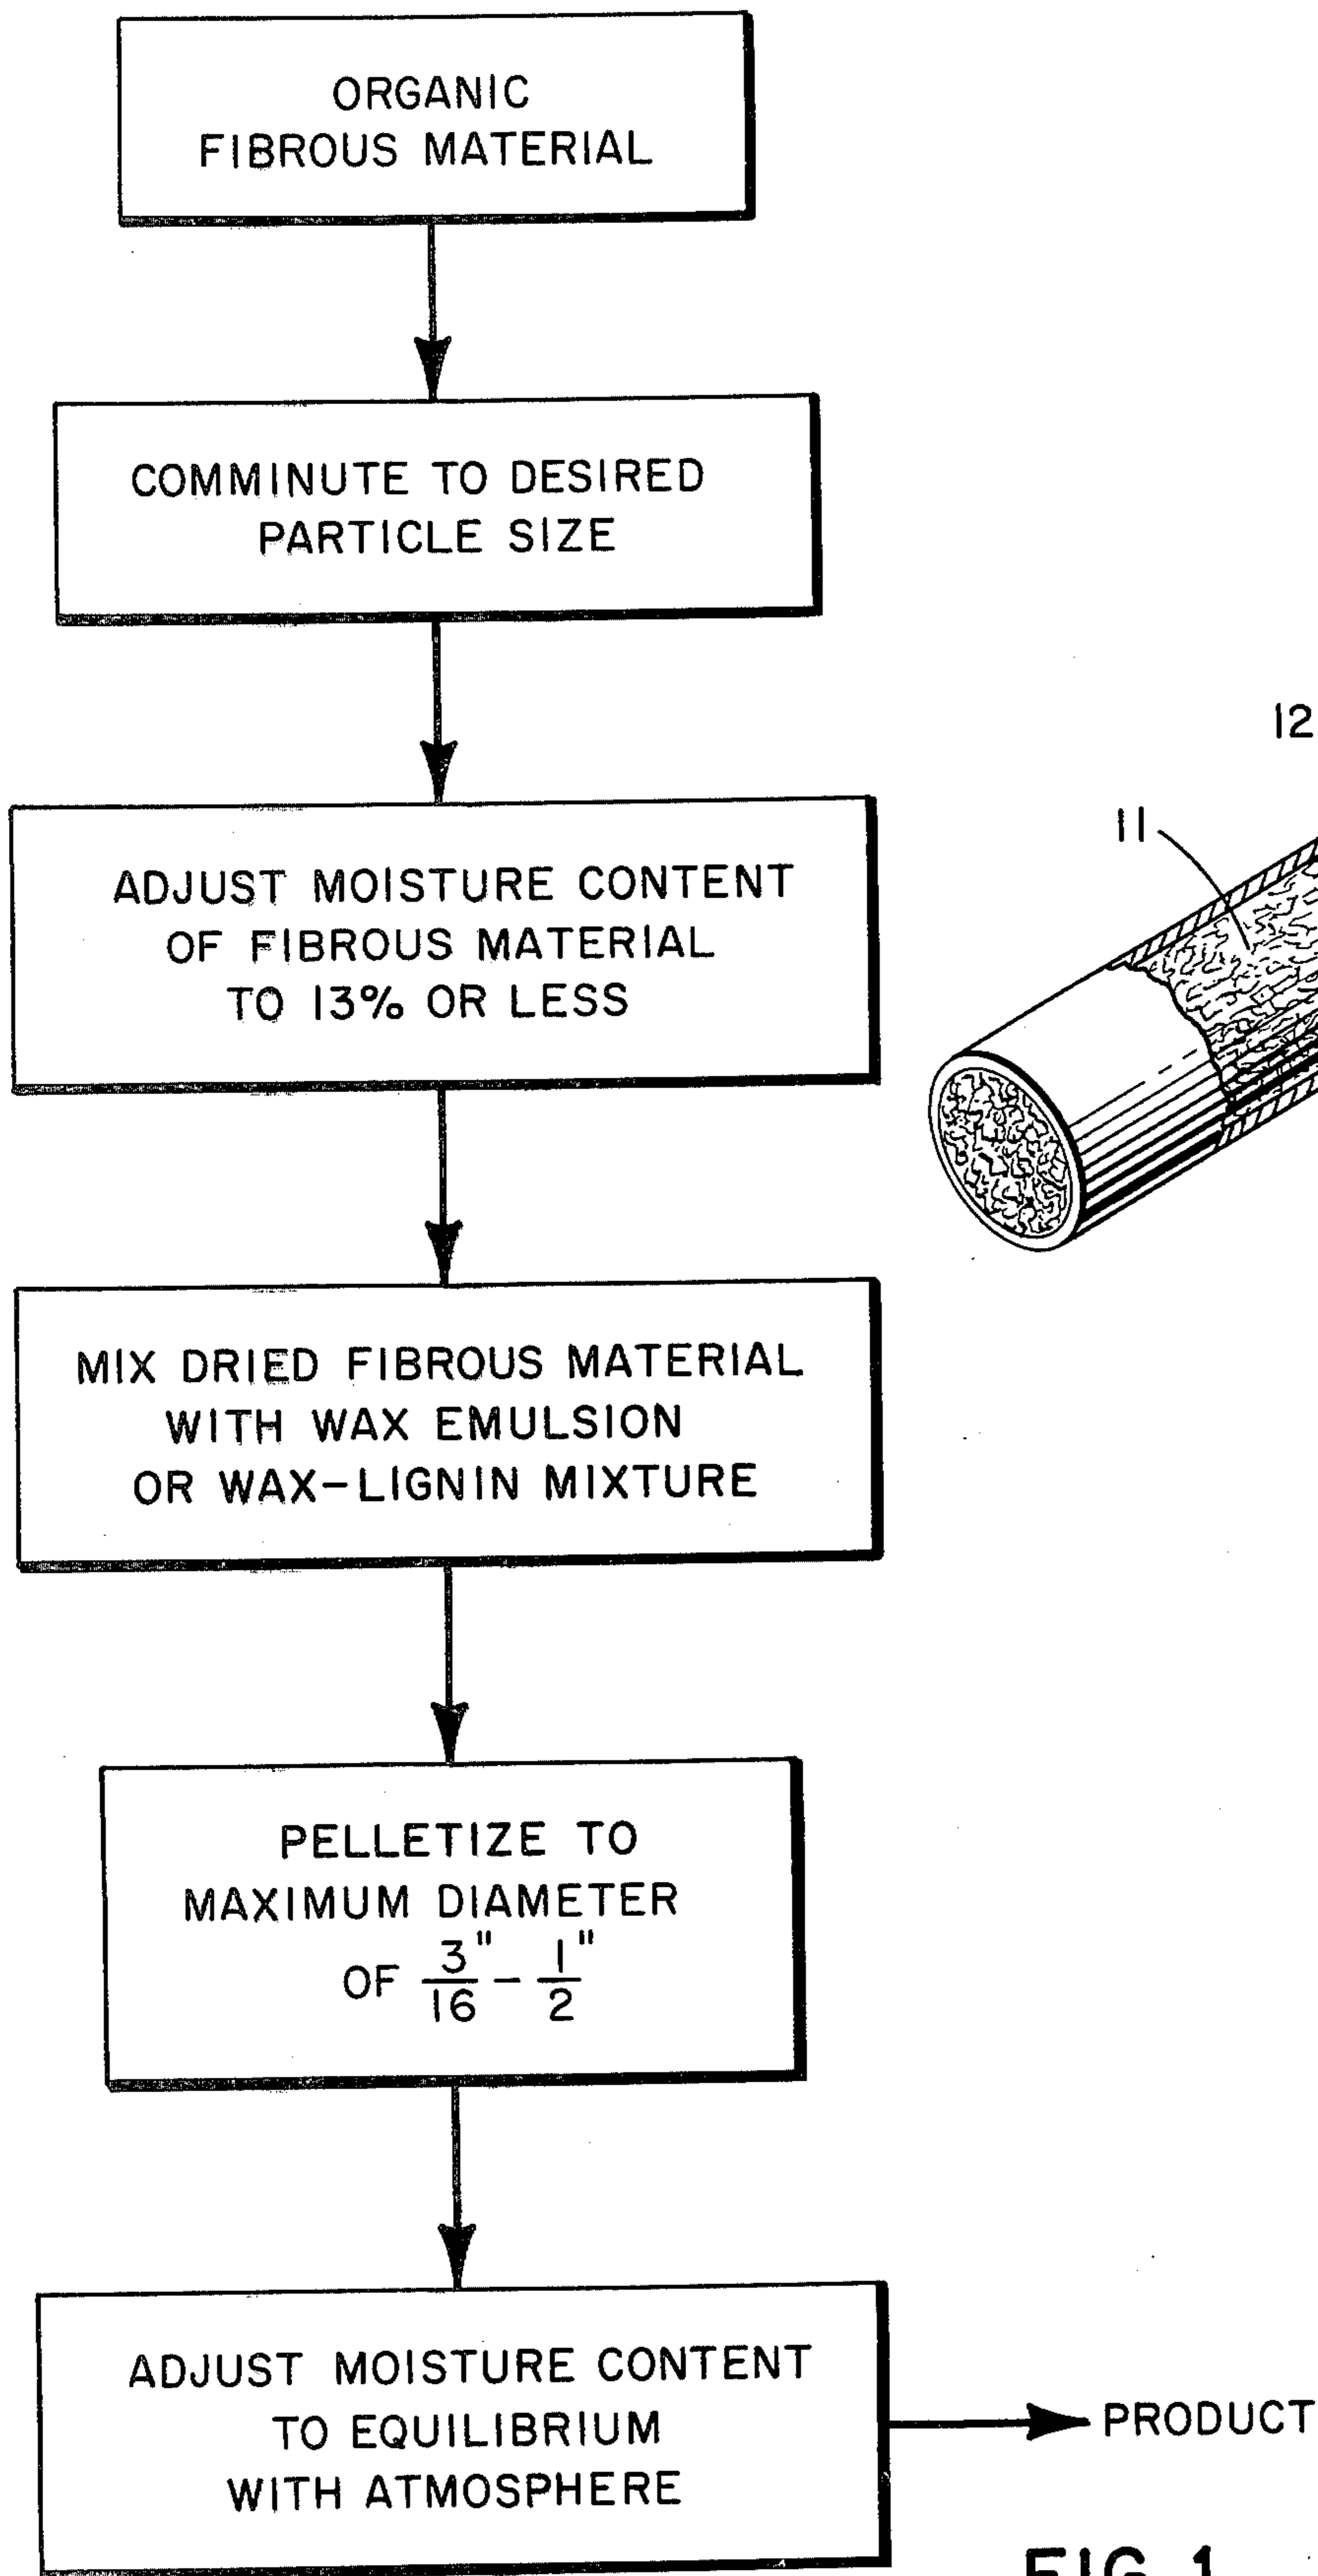 ORGANIC
FIBROUS MATERIAL
COMMINUTE TO DESIRED
PARTICLE SIZE
ADJUST MOISTURE CONTENT
OF FIBROUS MATERIAL
TO 13% OR LESS
12
11
MIX DRIED FIBROUS MATERIAL
WITH WAX EMULSION
OR WAX-LIGNIN MIXTURE
PELLETIZE TO
MAXIMUM DIAMETER
OF 3/16" - 1/2"
ADJUST MOISTURE CONTENT
TO EQUILIBRIUM
WITH ATMOSPHERE
PRODUCT
FIG. 1